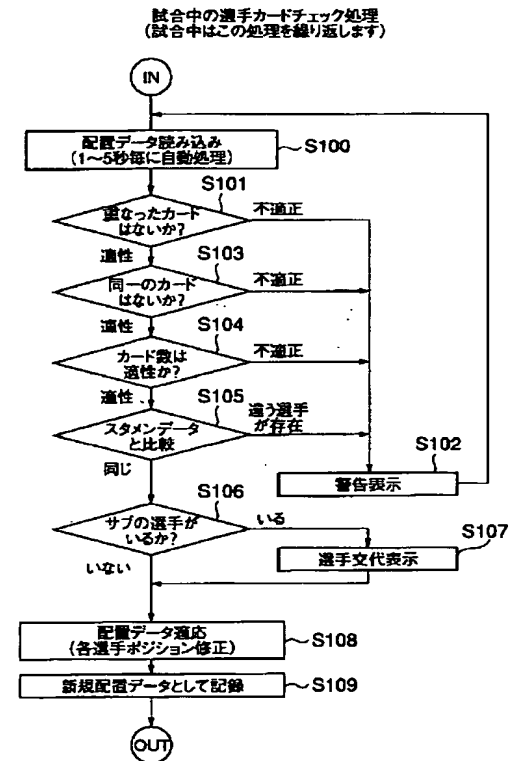 試合中の選手カードチェック処理
(試合中はこの処理を繰り返します)
IN
配置データ読み込み
(1~5秒毎に自動処理)
S100
S101
重なったカード
はないか?
不適正
適性
S103
同一のカード
はないか?
不適正
適性
S104
カード数は
適性か?
不適正
適性
S105
スタメンデータ
と比較
違う選手
が存在
同じ
S102
警告表示
S106
サブの選手が
いるか?
いる
S107
選手交代表示
いない
配置データ適応
(各選手ポジション修正)
S108
新規配置データとして記録
S109
OUT